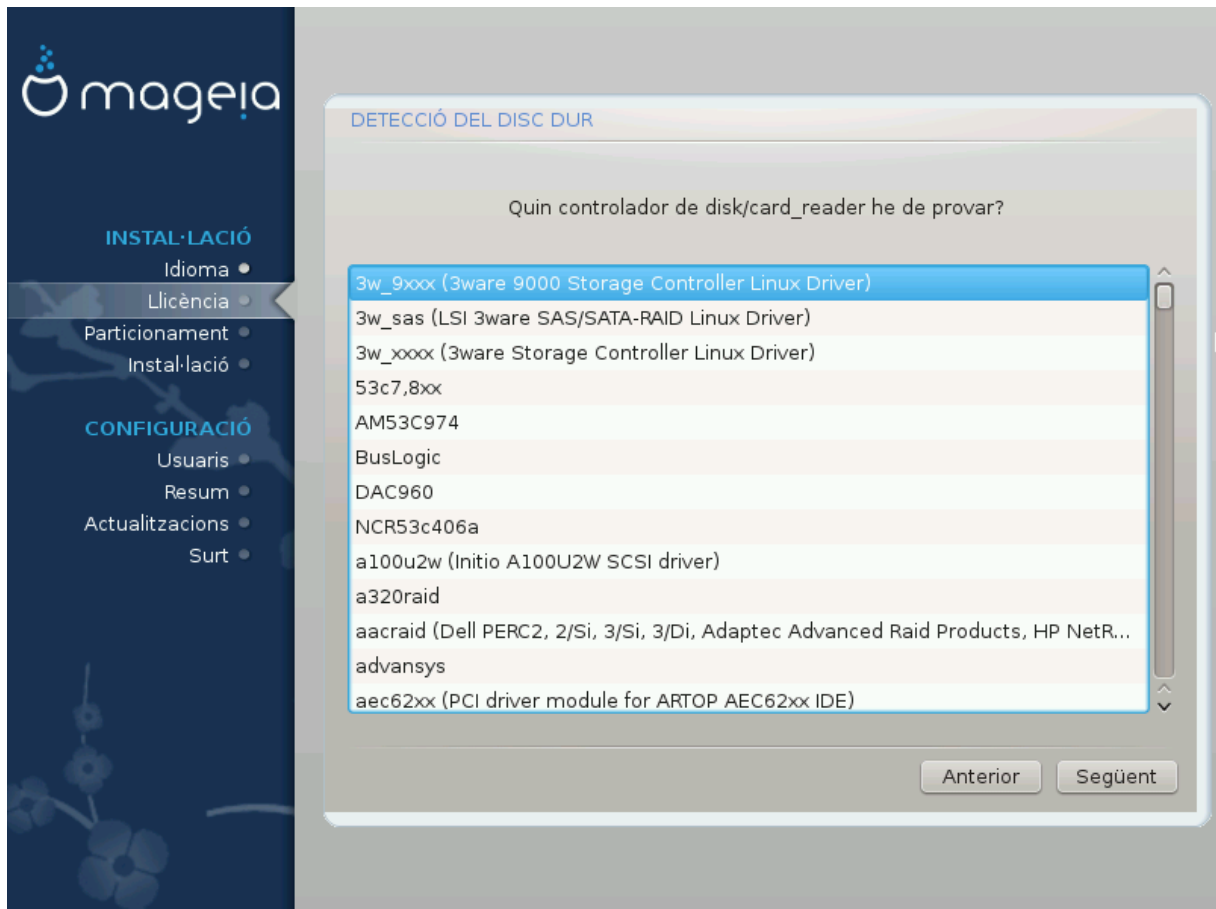 mageia
INSTAL·LACIÓ
Idioma
Llicència
Particionament
Instal·lació
CONFIGURACIÓ
Usuaris
Resum
Actualitzacions
Surt
DETECCIÓ DEL DISC DUR
Quin controlador de disk/card_reader he de provar?
3w_9xxx (3ware 9000 Storage Controller Linux Driver)
3w_sas (LSI 3ware SAS/SATA-RAID Linux Driver)
3w_xxxx (3ware Storage Controller Linux Driver)
53c7,8xx
AM53C974
BusLogic
DAC960
NCR53c406a
a100u2w (Initio A100U2W SCSI driver)
a320raid
aacraid (Dell PERC2, 2/Si, 3/Si, 3/Di, Adaptec Advanced Raid Products, HP NetR...
advansys
aec62xx (PCI driver module for ARTOP AEC62xx IDE)
Anterior
Següent